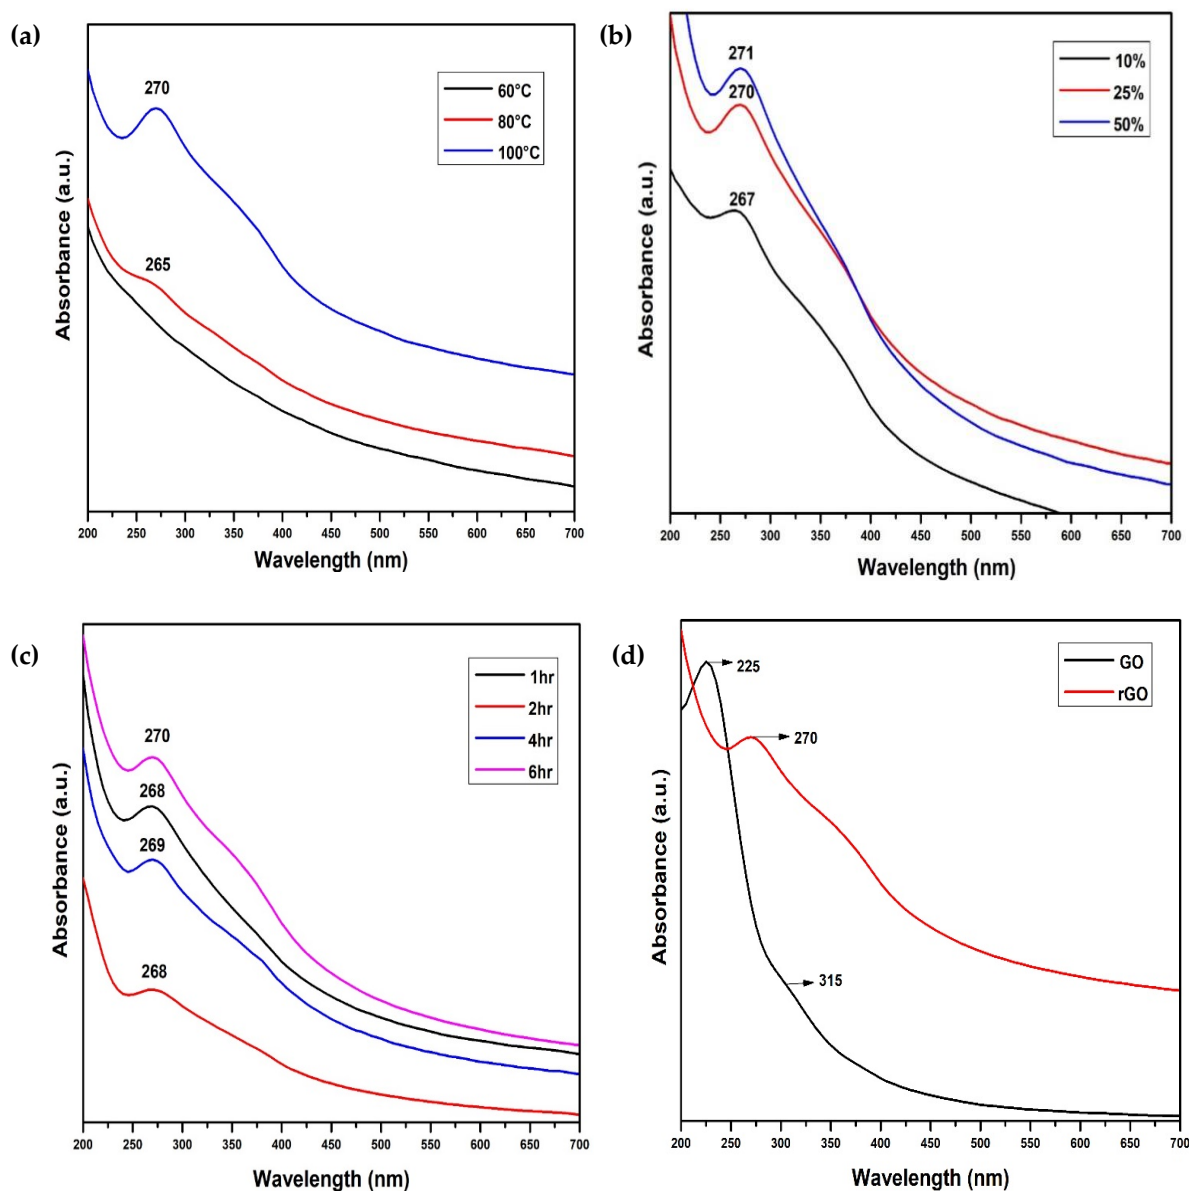 (a)
270
265
60°C
80°C
100°C
Absorbance (a.u.)
200 250 300 350 400 450 500 550 600 650 700
Wavelength (nm)
(b)
271
270
267
10%
25%
50%
Absorbance (a.u.)
200 250 300 350 400 450 500 550 600 650 700
Wavelength (nm)
(c)
270
268
269
268
1hr
2hr
4hr
6hr
Absorbance (a.u.)
200 250 300 350 400 450 500 550 600 650 700
Wavelength (nm)
(d)
225
270
315
GO
rGO
Absorbance (a.u.)
200 250 300 350 400 450 500 550 600 650 700
Wavelength (nm)